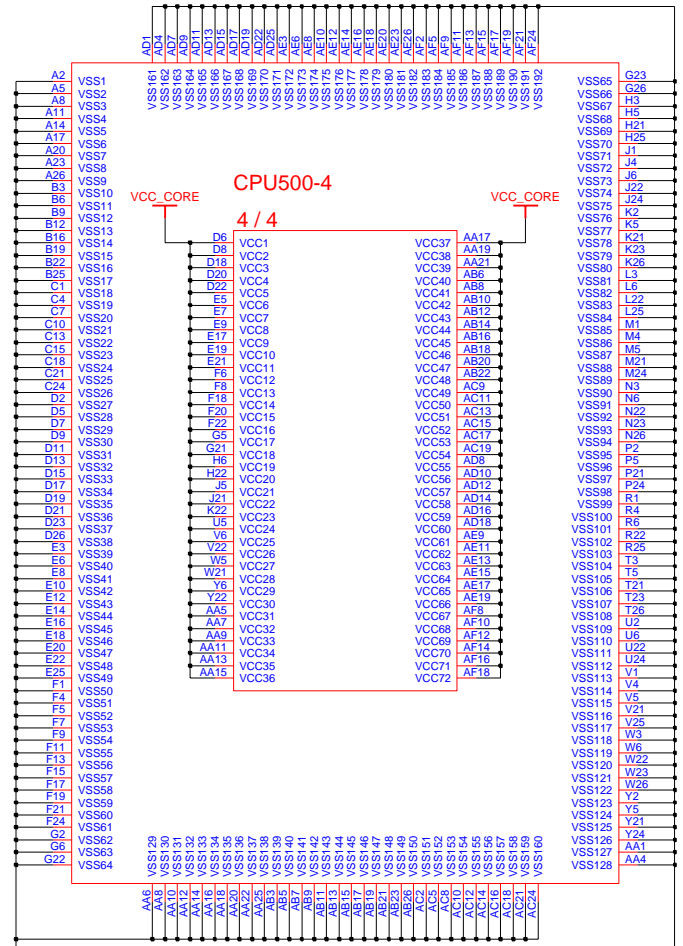 AD1 VSS161
AD4 VSS162
AD7 VSS163
AD9 VSS164
AD11 VSS165
AD13 VSS166
AD15 VSS167
AD17 VSS168
AD19 VSS169
AD22 VSS170
AD25 VSS171
AE3 VSS172
AE6 VSS173
AE8 VSS174
AE10 VSS175
AE12 VSS176
AE14 VSS177
AE16 VSS178
AE18 VSS179
AE20 VSS180
AE23 VSS181
AE26 VSS182
AF2 VSS183
AF5 VSS184
AF9 VSS185
AF11 VSS186
AF13 VSS187
AF15 VSS188
AF17 VSS189
AF19 VSS190
AF21 VSS191
AF24 VSS192
A2 VSS1
A5 VSS2
A8 VSS3
A11 VSS4
A14 VSS5
A17 VSS6
A20 VSS7
A23 VSS8
A26 VSS9
B3 VSS10
B6 VSS11
B9 VSS12
B12 VSS13
B16 VSS14
B19 VSS15
B22 VSS16
B25 VSS17
C1 VSS18
C4 VSS19
C7 VSS20
C10 VSS21
C13 VSS22
C15 VSS23
C18 VSS24
C21 VSS25
C24 VSS26
D2 VSS27
D5 VSS28
D7 VSS29
D9 VSS30
D11 VSS31
D13 VSS32
D15 VSS33
D17 VSS34
D19 VSS35
D21 VSS36
D23 VSS37
D26 VSS38
E3 VSS39
E6 VSS40
E8 VSS41
E10 VSS42
E12 VSS43
E14 VSS44
E16 VSS45
E18 VSS46
E20 VSS47
E22 VSS48
E25 VSS49
F1 VSS50
F4 VSS51
F5 VSS52
F7 VSS53
F9 VSS54
F11 VSS55
F13 VSS56
F15 VSS57
F17 VSS58
F19 VSS59
F21 VSS60
F24 VSS61
G2 VSS62
G6 VSS63
G22 VSS64
CPU500-4
VCC_CORE
VCC_CORE
4 / 4
D6 VCC1
D8 VCC2
D18 VCC3
D20 VCC4
D22 VCC5
E5 VCC6
E7 VCC7
E9 VCC8
E17 VCC9
E19 VCC10
E21 VCC11
F6 VCC12
F8 VCC13
F18 VCC14
F20 VCC15
F22 VCC16
G5 VCC17
G21 VCC18
H6 VCC19
H22 VCC20
J5 VCC21
J21 VCC22
K22 VCC23
U5 VCC24
V6 VCC25
V22 VCC26
W5 VCC27
W21 VCC28
Y6 VCC29
Y22 VCC30
AA5 VCC31
AA7 VCC32
AA9 VCC33
AA11 VCC34
AA13 VCC35
AA15 VCC36
VCC37 AA17
VCC38 AA19
VCC39 AA21
VCC40 AB6
VCC41 AB8
VCC42 AB10
VCC43 AB12
VCC44 AB14
VCC45 AB16
VCC46 AB18
VCC47 AB20
VCC48 AB22
VCC49 AC9
VCC50 AC11
VCC51 AC13
VCC52 AC15
VCC53 AC17
VCC54 AC19
VCC55 AD8
VCC56 AD10
VCC57 AD12
VCC58 AD14
VCC59 AD16
VCC60 AD18
VCC61 AE9
VCC62 AE11
VCC63 AE13
VCC64 AE15
VCC65 AE17
VCC66 AE19
VCC67 AF8
VCC68 AF10
VCC69 AF12
VCC70 AF14
VCC71 AF16
VCC72 AF18
VSS65 G23
VSS66 G26
VSS67 H3
VSS68 H5
VSS69 H21
VSS70 H25
VSS71 J1
VSS72 J4
VSS73 J6
VSS74 J22
VSS75 J24
VSS76 K2
VSS77 K5
VSS78 K21
VSS79 K23
VSS80 K26
VSS81 L3
VSS82 L6
VSS83 L22
VSS84 L25
VSS85 M1
VSS86 M4
VSS87 M5
VSS88 M21
VSS89 M24
VSS90 N3
VSS91 N6
VSS92 N22
VSS93 N23
VSS94 N26
VSS95 P2
VSS96 P5
VSS97 P21
VSS98 P24
VSS99 R1
VSS100 R4
VSS101 R6
VSS102 R22
VSS103 R25
VSS104 T3
VSS105 T5
VSS106 T21
VSS107 T23
VSS108 T26
VSS109 U2
VSS110 U6
VSS111 U22
VSS112 U24
VSS113 V1
VSS114 V4
VSS115 V5
VSS116 V21
VSS117 V25
VSS118 W3
VSS119 W6
VSS120 W22
VSS121 W23
VSS122 W26
VSS123 Y2
VSS124 Y5
VSS125 Y21
VSS126 Y24
VSS127 AA1
VSS128 AA4
VSS129 AA6
VSS130 AA8
VSS131 AA10
VSS132 AA12
VSS133 AA14
VSS134 AA16
VSS135 AA18
VSS136 AA20
VSS137 AA22
VSS138 AA25
VSS139 AB3
VSS140 AB5
VSS141 AB7
VSS142 AB9
VSS143 AB11
VSS144 AB13
VSS145 AB15
VSS146 AB17
VSS147 AB19
VSS148 AB21
VSS149 AB23
VSS150 AB26
VSS151 AC2
VSS152 AC5
VSS153 AC8
VSS154 AC10
VSS155 AC12
VSS156 AC14
VSS157 AC16
VSS158 AC18
VSS159 AC21
VSS160 AC24